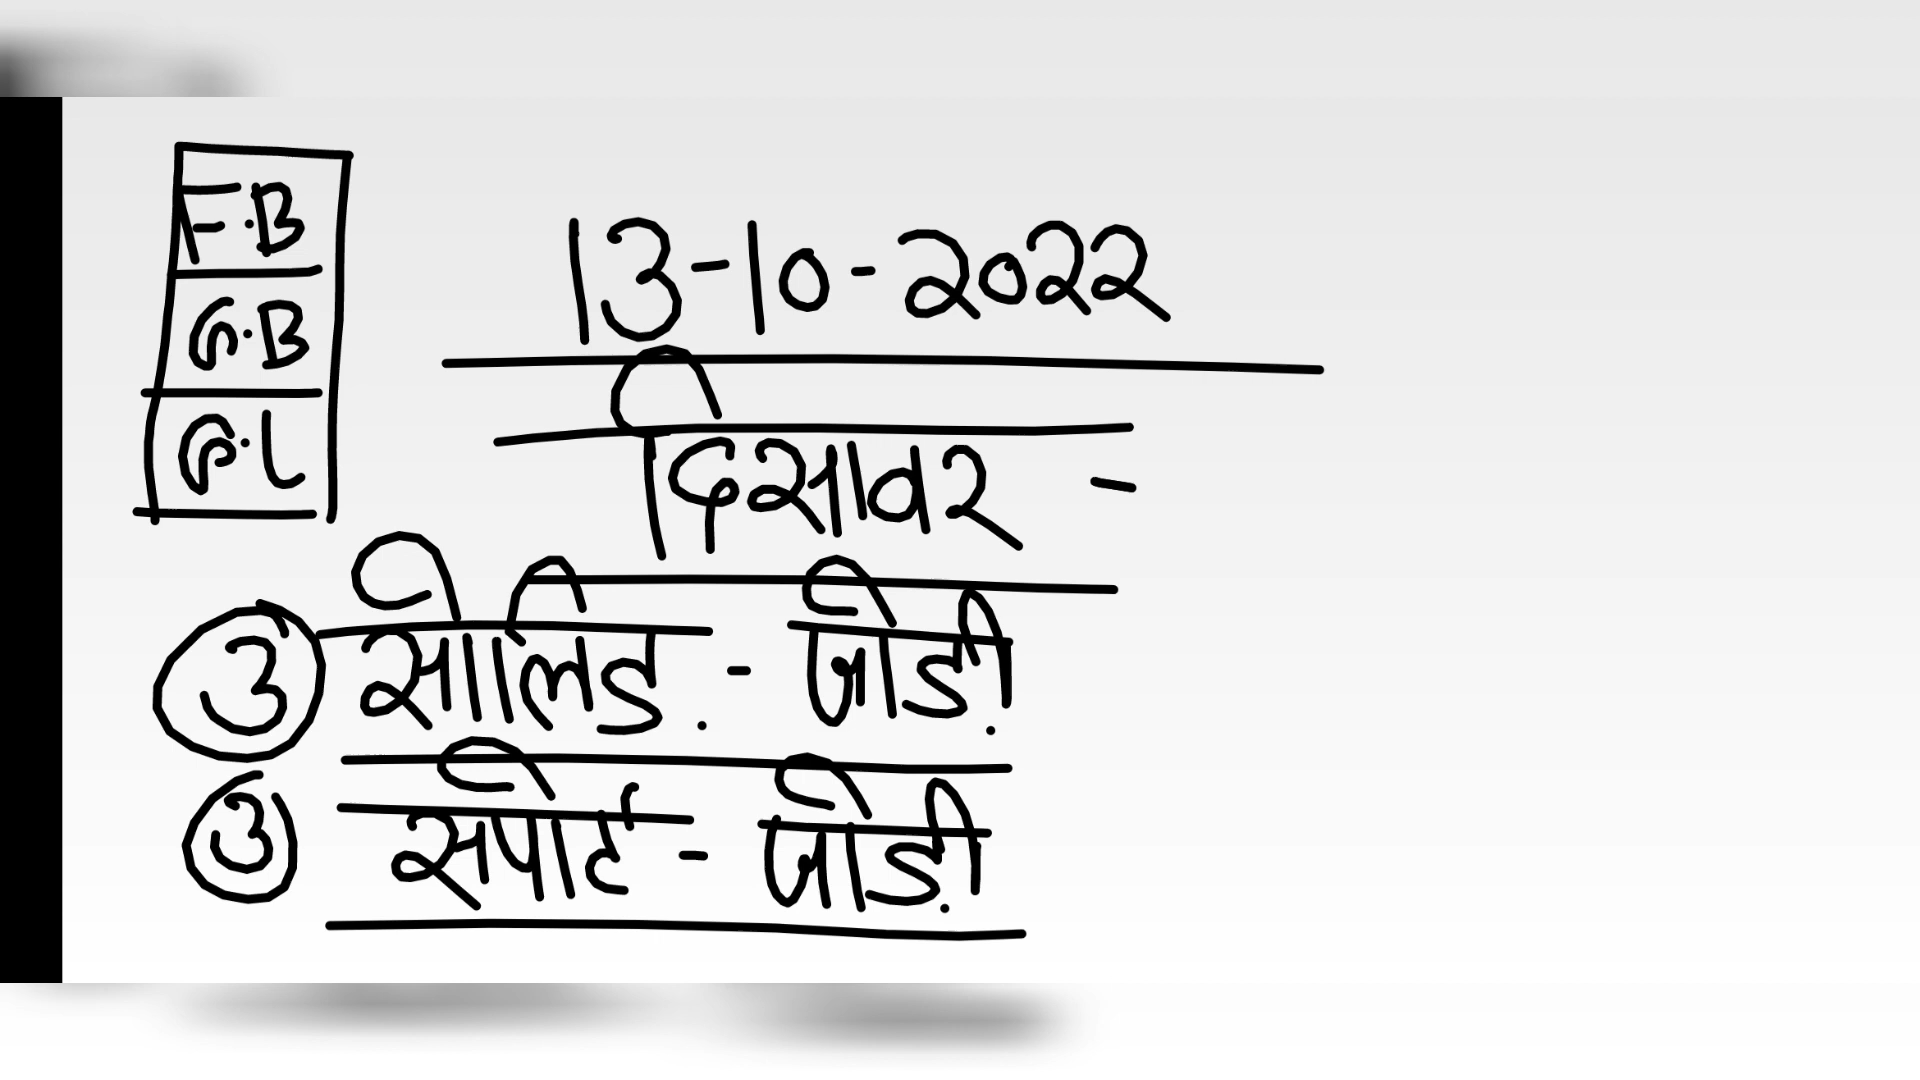 F.B
G.B
G.L
13-10-2022
दिसावर -
3 सोलिड. - जोड़ी
3 सपोर्ट - जोड़ी